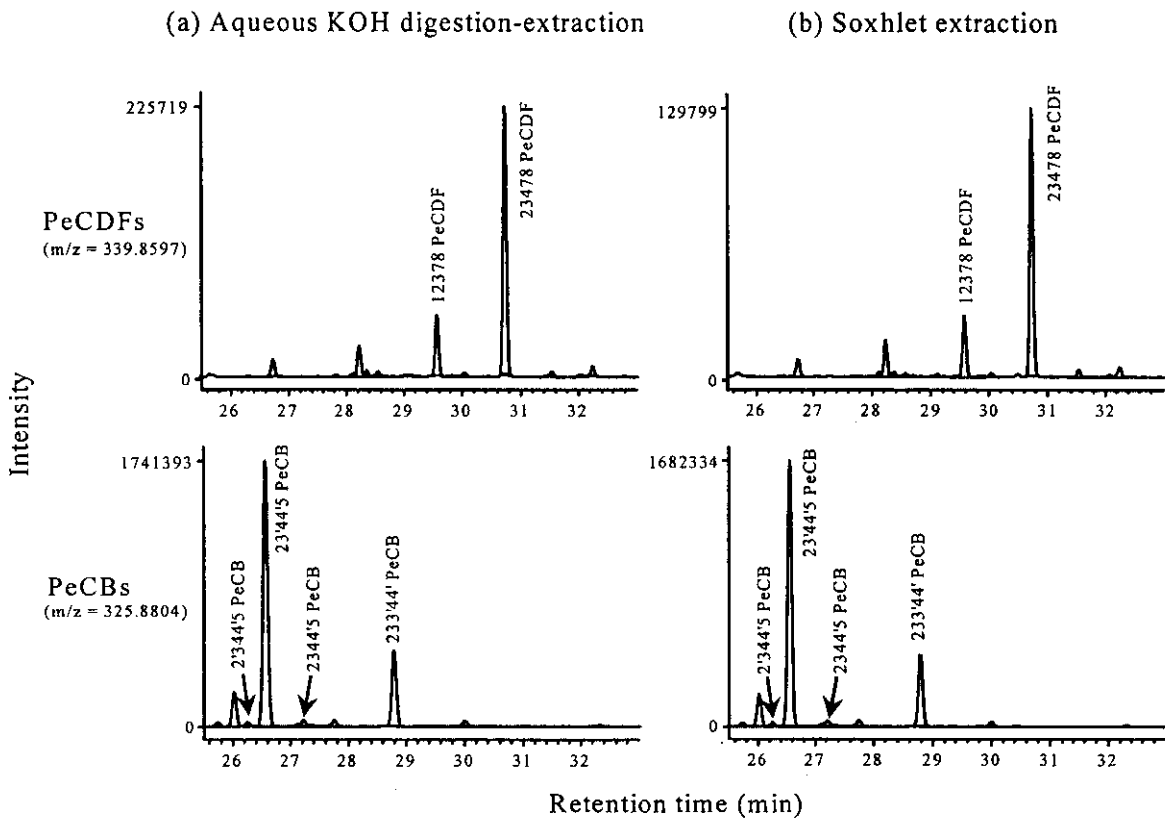 (a) Aqueous KOH digestion-extraction
(b) Soxhlet extraction
Intensity
PeCDFs
(m/z = 339.8597)
225719
0
12378 PeCDF
23478 PeCDF
26 27 28 29 30 31 32
129799
0
12378 PeCDF
23478 PeCDF
26 27 28 29 30 31 32
PeCBs
(m/z = 325.8804)
1741393
0
2'344'5 PeCB
23'44'5 PeCB
2344'5 PeCB
233'44' PeCB
26 27 28 29 30 31 32
1682334
0
2'344'5 PeCB
23'44'5 PeCB
2344'5 PeCB
233'44' PeCB
26 27 28 29 30 31 32
Retention time (min)